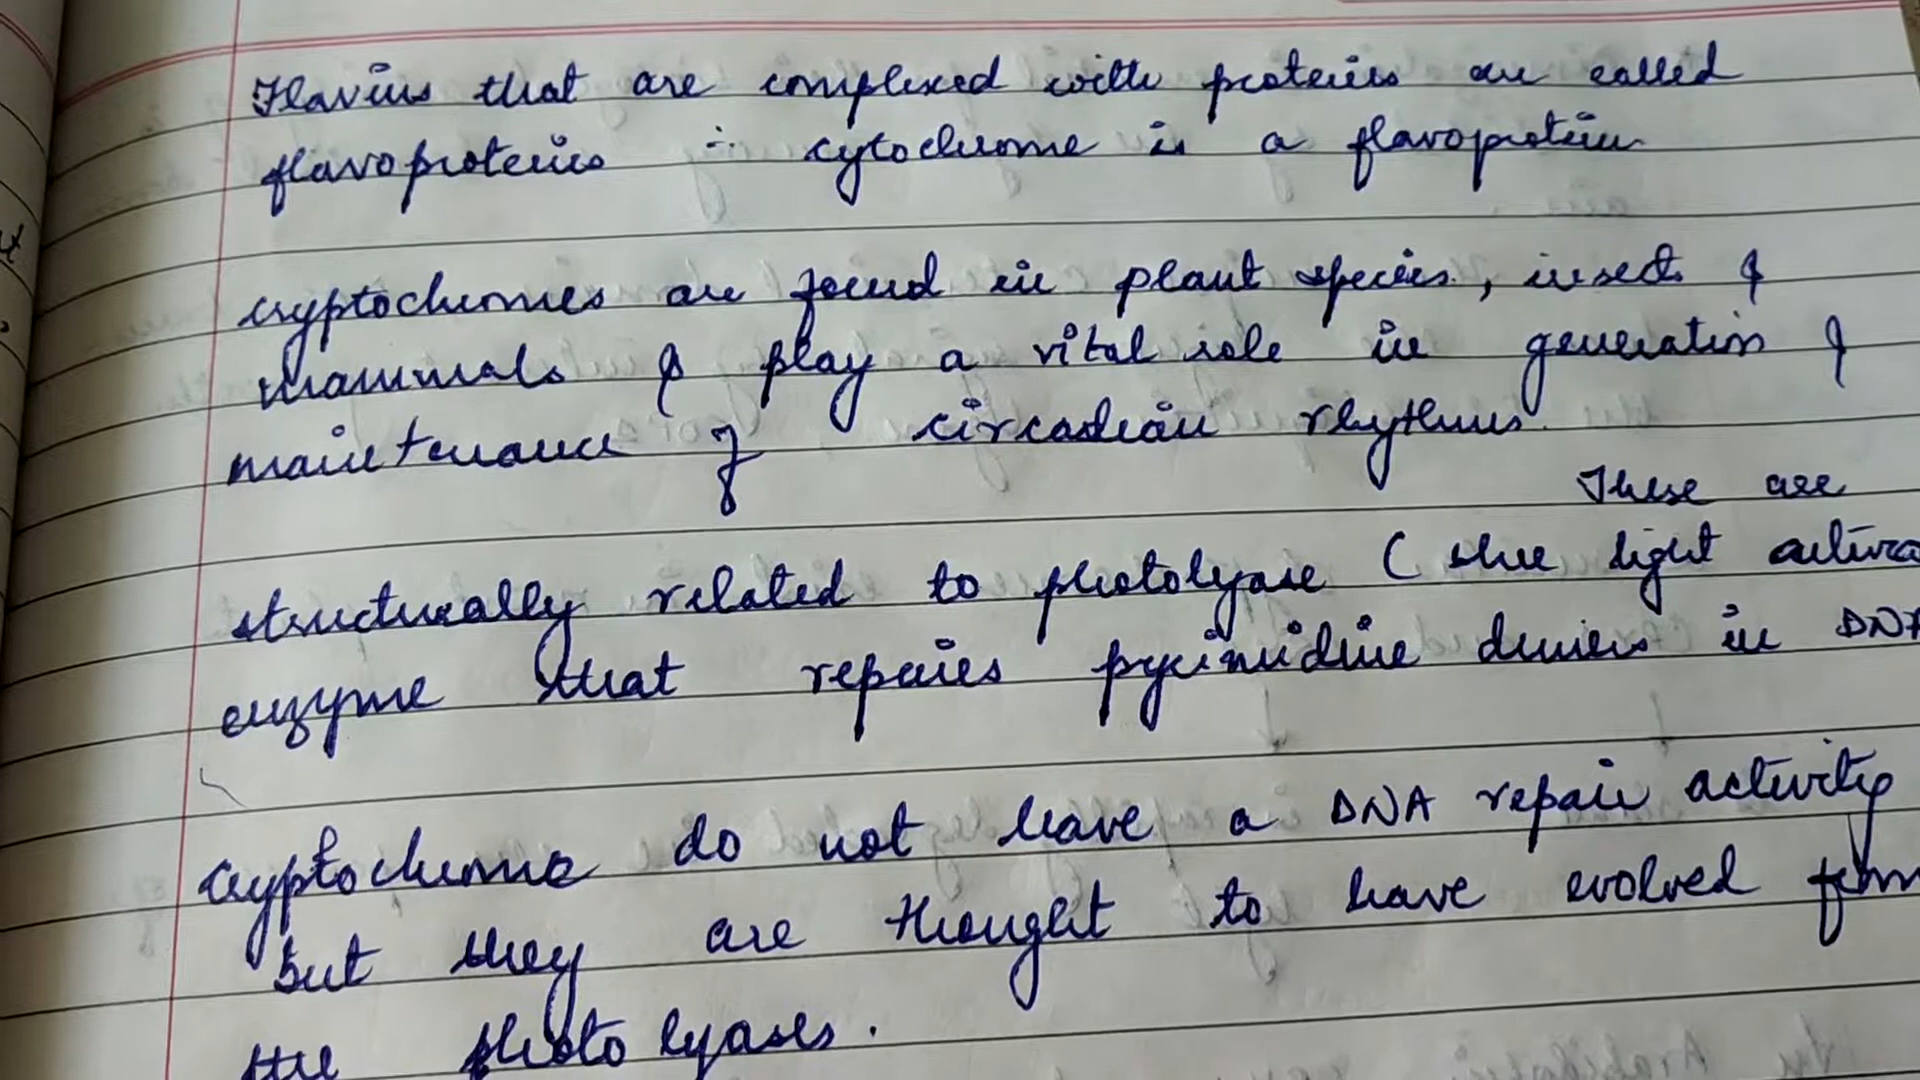 Flavins that are complexed with proteins are called
flavoproteins ∴ cytochrome is a flavoprotein
cryptochromes are found in plant species, insects &
mammals & play a vital role in generation &
maintenance of circadian rhythms.
These are
structurally related to photolyase ( the light activa
enzyme that repairs pyrimidine dimers in DNA
cryptochrome do not have a DNA repair activity
but they are thought to have evolved from
the photolyases.